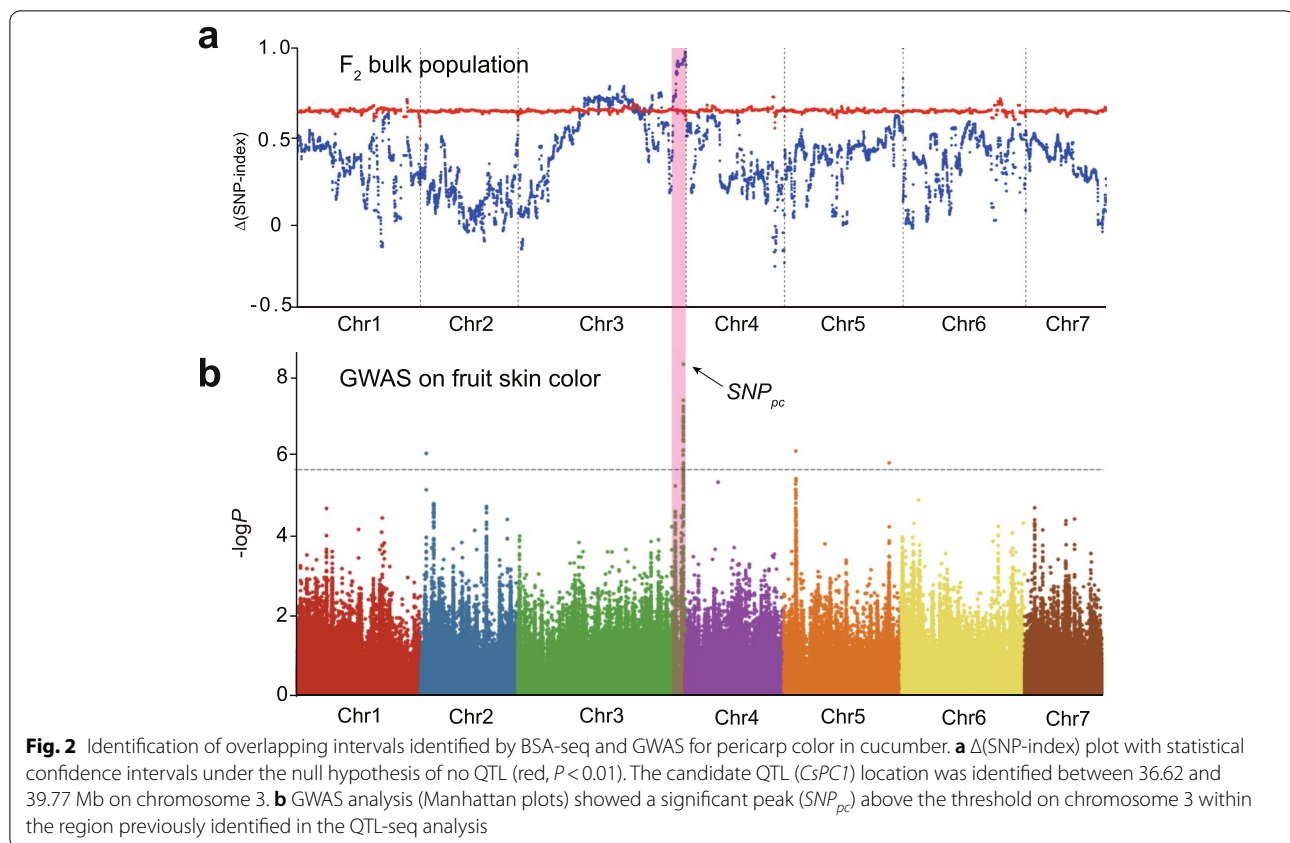 a
1.0
F2 bulk population
0.5
Δ(SNP-index)
0
-0.5
Chr1 Chr2 Chr3 Chr4 Chr5 Chr6 Chr7
b
8
GWAS on fruit skin color
SNPpc
6
-logP
4
2
0
Chr1 Chr2 Chr3 Chr4 Chr5 Chr6 Chr7
Fig. 2 Identification of overlapping intervals identified by BSA-seq and GWAS for pericarp color in cucumber. a Δ(SNP-index) plot with statistical
confidence intervals under the null hypothesis of no QTL (red, P < 0.01). The candidate QTL (CsPC1) location was identified between 36.62 and
39.77 Mb on chromosome 3. b GWAS analysis (Manhattan plots) showed a significant peak (SNPpc) above the threshold on chromosome 3 within
the region previously identified in the QTL-seq analysis